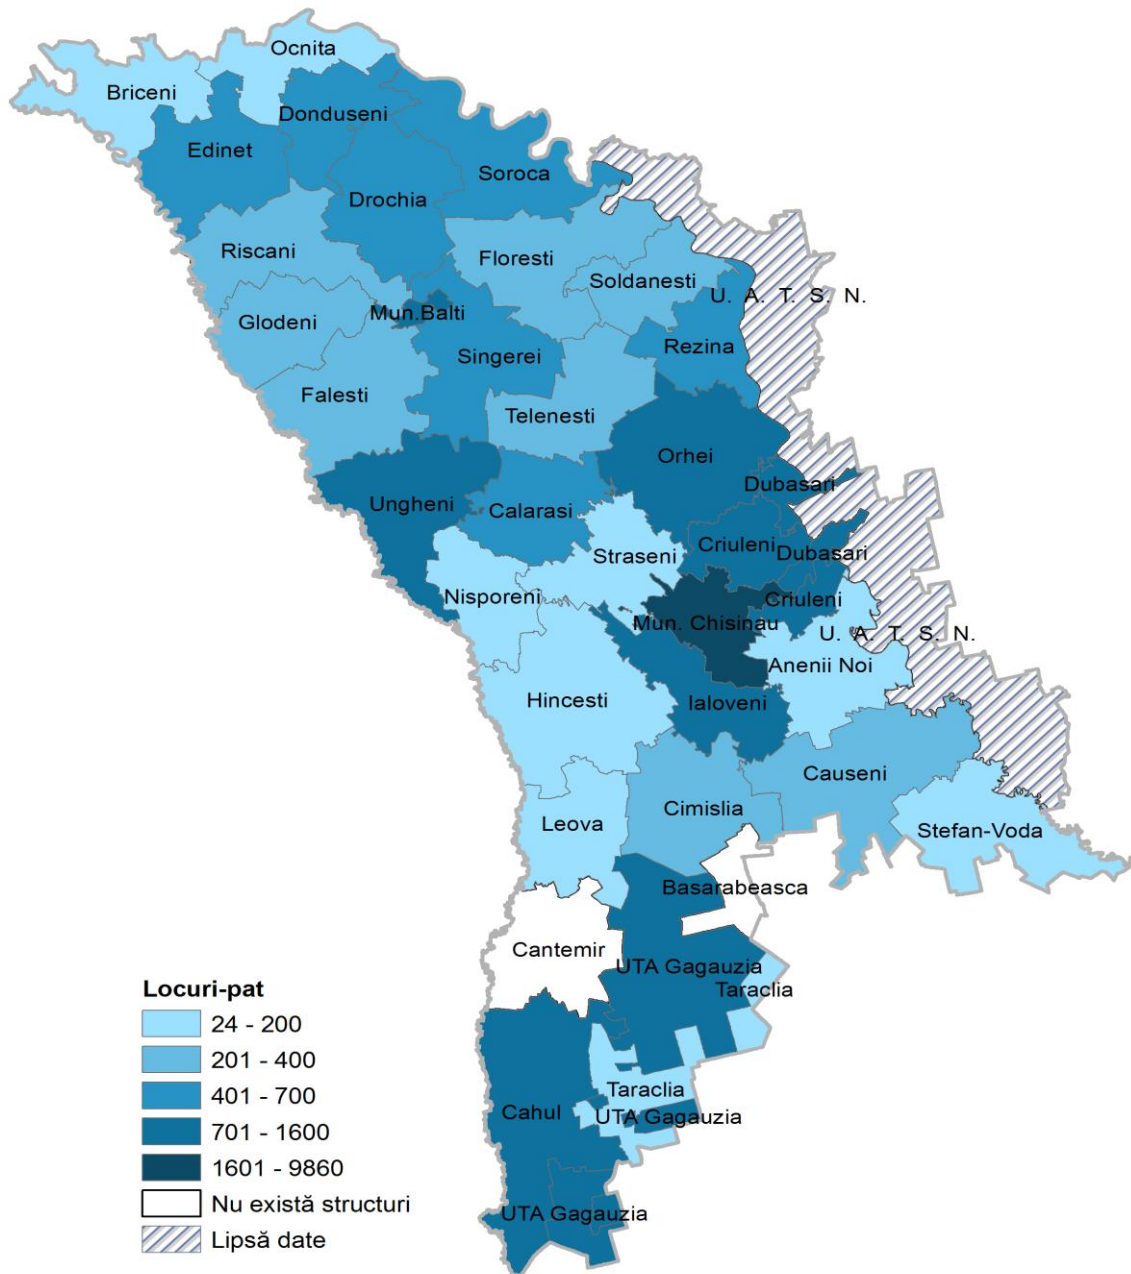 Ocnita
Briceni
Donduseni
Edinet
Soroca
Drochia
Riscani
Floresti
Soldanesti
U. A. T. S. N.
Mun.Balti
Glodeni
Rezina
Singerei
Falesti
Telenesti
Orhei
Dubasari
Ungheni
Calarasi
Criuleni
Dubasari
Straseni
Nisporeni
Criuleni
Mun. Chisinau
U. A. T. S. N.
Anenii Noi
Hincesti
Ialoveni
Causeni
Cimislia
Leova
Stefan-Voda
Basarabeasca
Cantemir
UTA Gagauzia
Taraclia
Taraclia
Cahul
UTA Gagauzia
UTA Gagauzia
Locuri-pat
24 - 200
201 - 400
401 - 700
701 - 1600
1601 - 9860
Nu există structuri
Lipsă date